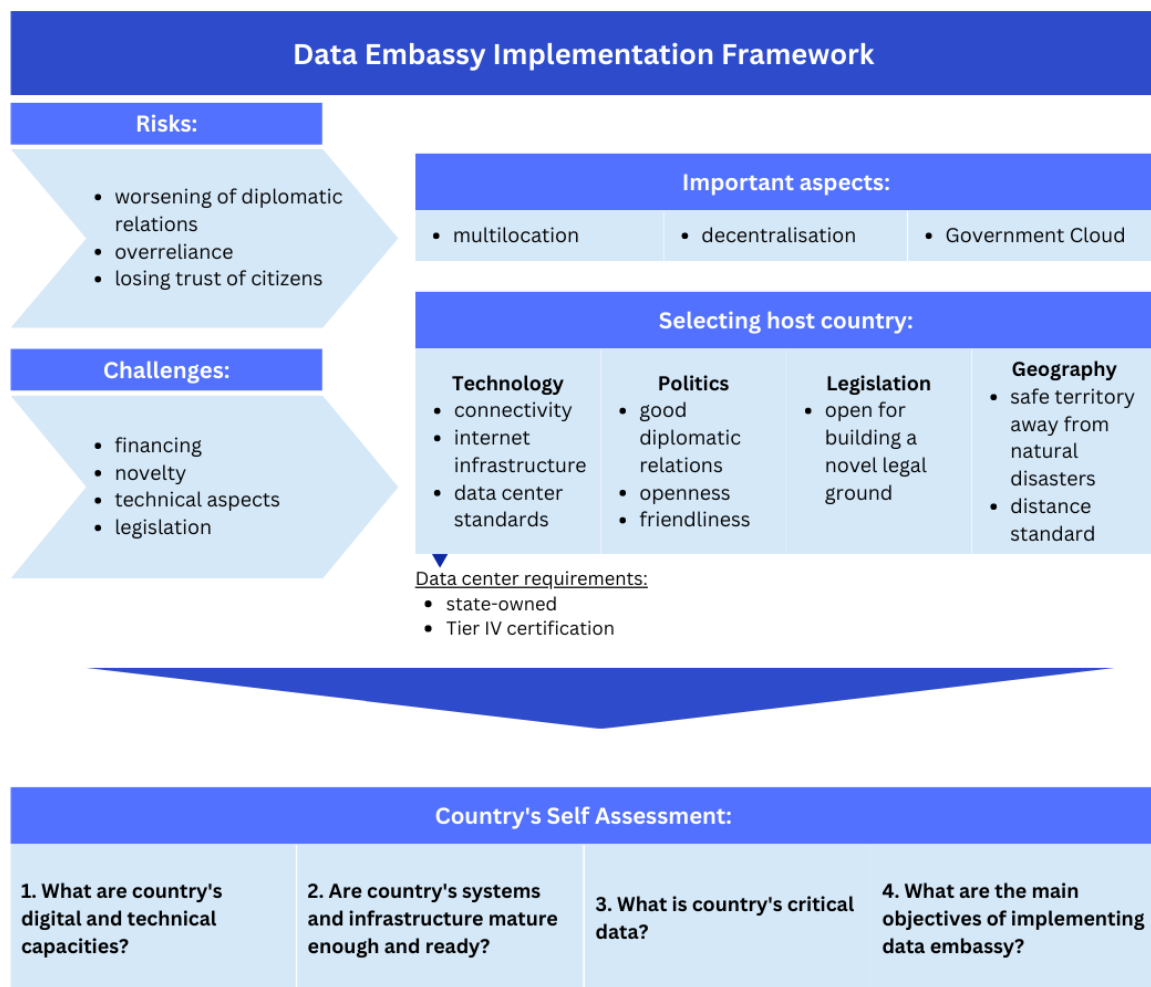 Data Embassy Implementation Framework
Risks:
• worsening of diplomatic
relations
• overreliance
• losing trust of citizens
Challenges:
• financing
• novelty
• technical aspects
• legislation
Important aspects:
• multilocation
• decentralisation
• Government Cloud
Selecting host country:
Technology
• connectivity
• internet
infrastructure
• data center
standards
Politics
• good
diplomatic
relations
• openness
• friendliness
Legislation
• open for
building a
novel legal
ground
Geography
• safe territory
away from
natural
disasters
• distance
standard
Data center requirements:
• state-owned
• Tier IV certification
Country's Self Assessment:
1. What are country's
digital and technical
capacities?
2. Are country's systems
and infrastructure mature
enough and ready?
3. What is country's critical
data?
4. What are the main
objectives of implementing
data embassy?